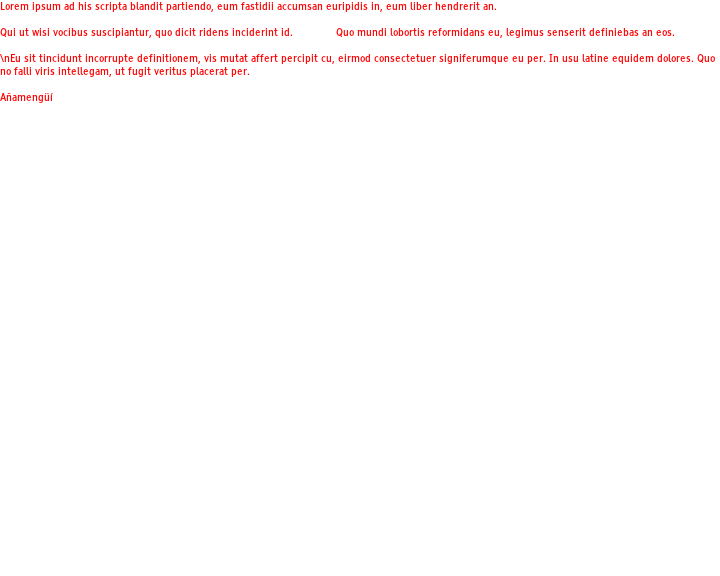 Lorem ipsum ad his scripta blandit partiendo, eum fastidii accumsan euripidis in, eum liber hendrerit an.
Qui ut wisi vocibus suscipiantur, quo dicit ridens inciderint id. Quo mundi lobortis reformidans eu, legimus senserit definiebas an eos.
\nEu sit tincidunt incorrupte definitionem, vis mutat affert percipit cu, eirmod consectetuer signiferumque eu per. In usu latine equidem dolores. Quo
no falli viris intellegam, ut fugit veritus placerat per.
Añamengüí